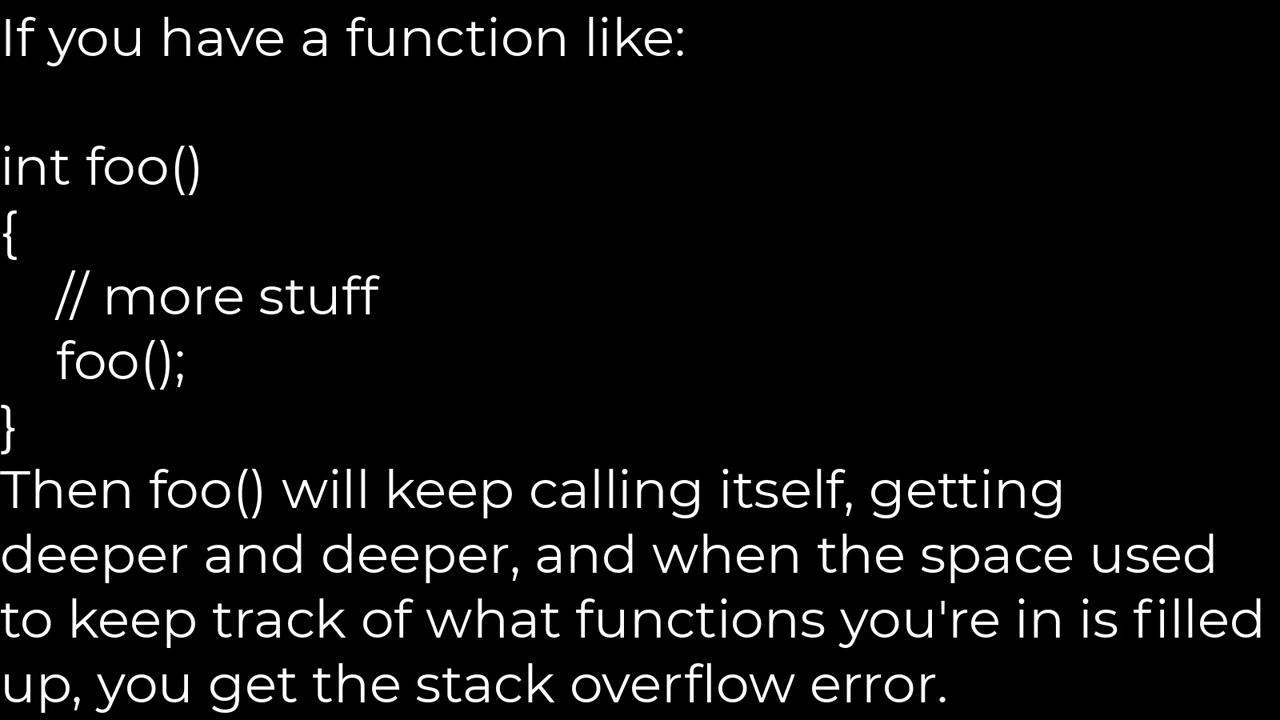 If you have a function like:

int foo()
{
    // more stuff
    foo();
}
Then foo() will keep calling itself, getting
deeper and deeper, and when the space used
to keep track of what functions you're in is filled
up, you get the stack overflow error.